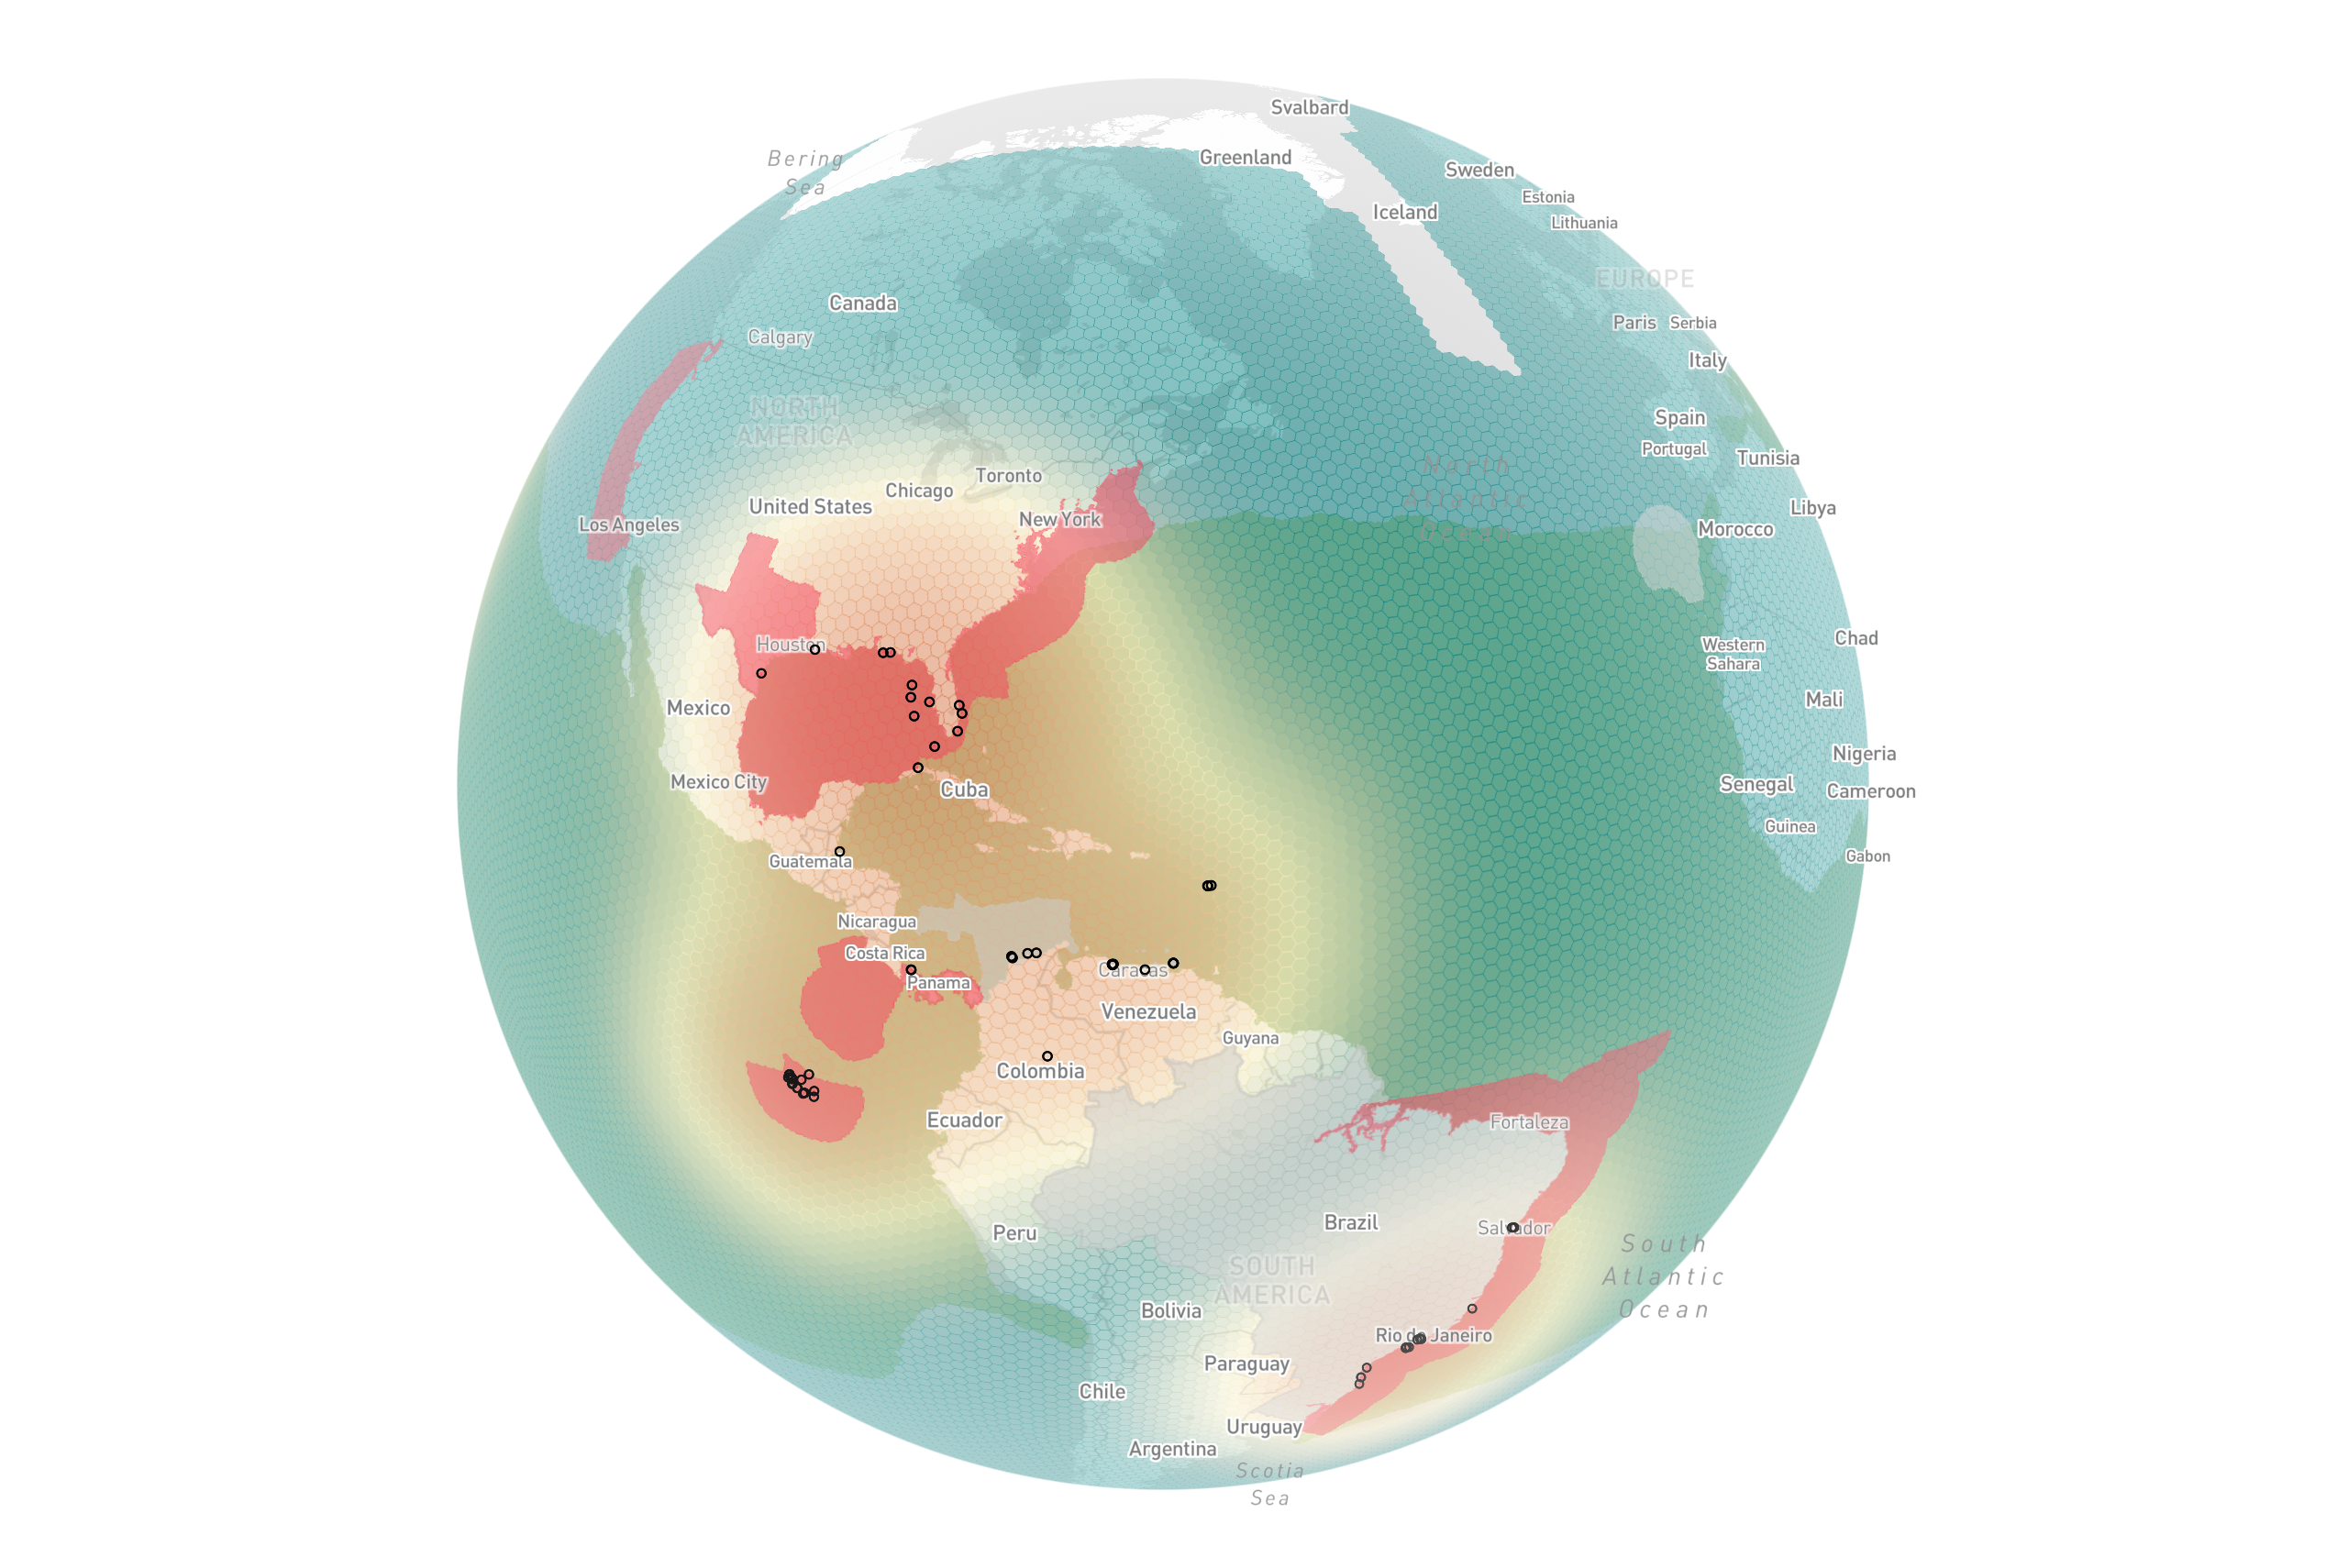 Svalbard
Bering
Sea
Greenland
Sweden
Estonia
Iceland
Lithuania
EUROPE
Canada
Calgary
Paris
Serbia
Italy
NORTH
AMERICA
Spain
Portugal
Tunisia
North
Atlantic
Ocean
Toronto
Chicago
United States
Libya
New York
Los Angeles
Morocco
Houston
Western
Sahara
Chad
Mali
Mexico
Nigeria
Mexico City
Cuba
Senegal
Cameroon
Guinea
Gabon
Guatemala
Nicaragua
Costa Rica
Caracas
Panama
Venezuela
Guyana
Colombia
Ecuador
Fortaleza
Peru
Brazil
Salvador
South
Atlantic
Ocean
SOUTH
AMERICA
Bolivia
Rio de Janeiro
Paraguay
Chile
Uruguay
Argentina
Scotia
Sea